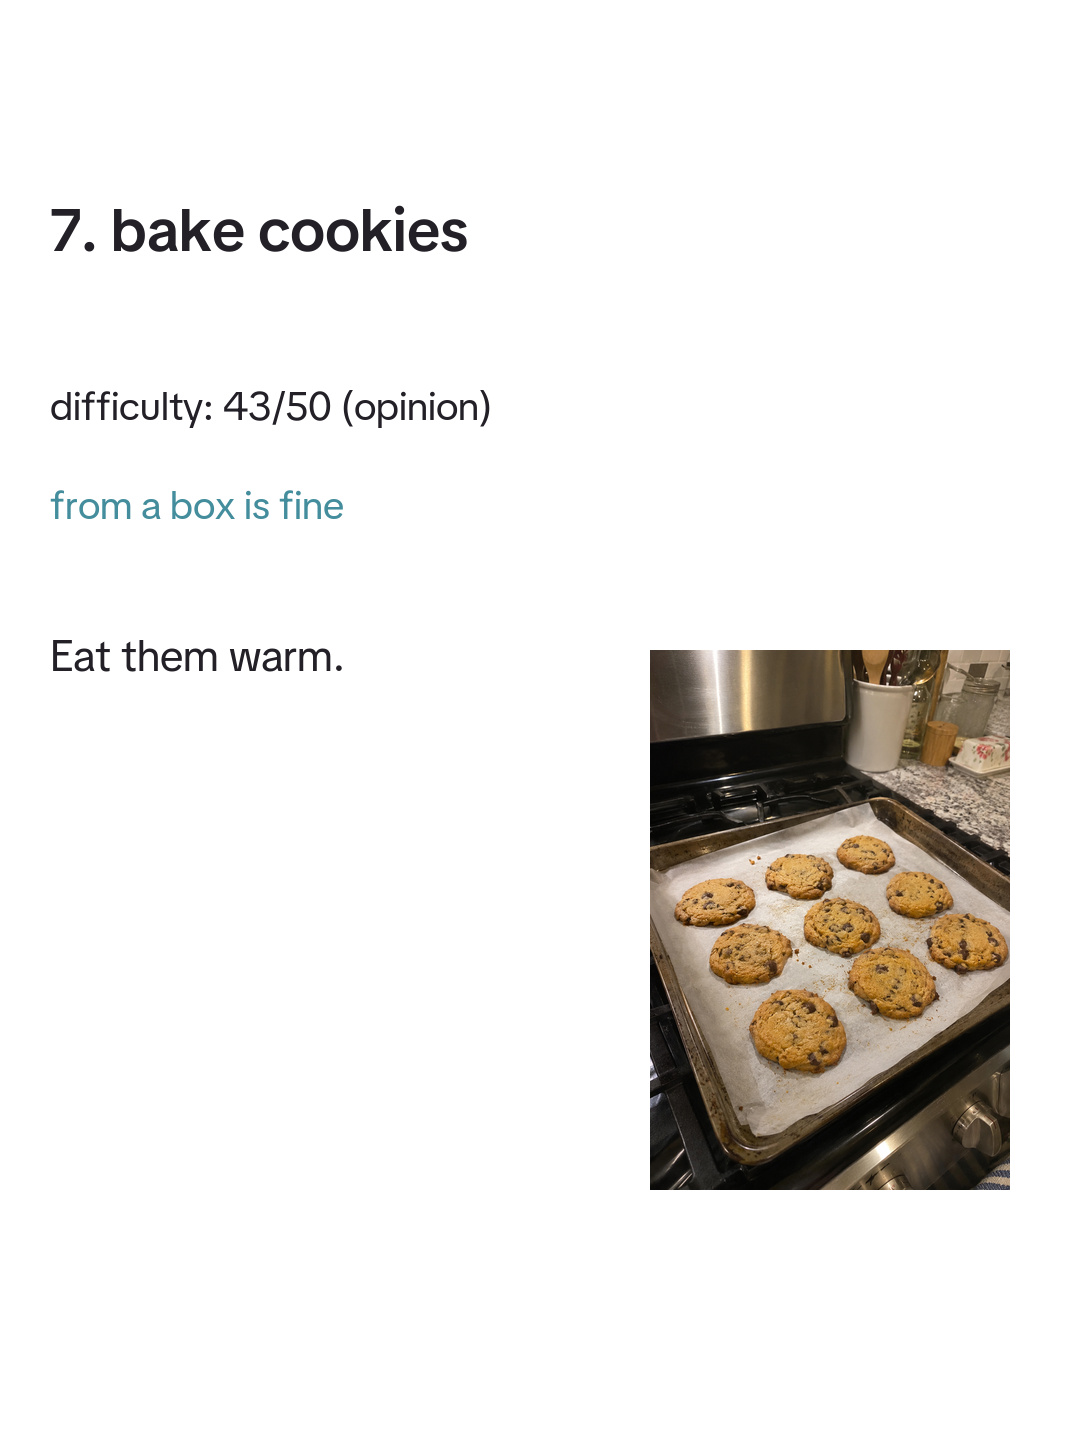 7. bake cookies
difficulty: 43/50 (opinion)
from a box is fine
Eat them warm.